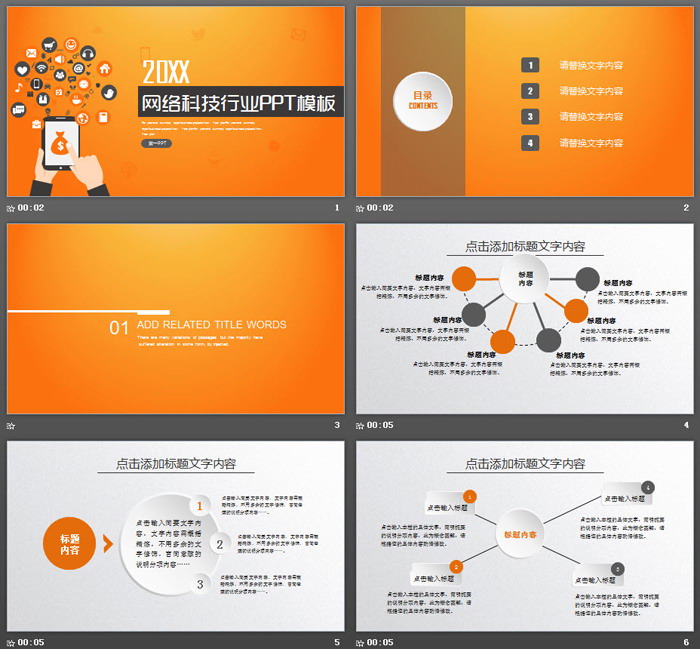 20XX
网络科技行业PPT模板
第一PPT
00:02
1
目录
CONTENTS
1 请替换文字内容
2 请替换文字内容
3 请替换文字内容
4 请替换文字内容
00:02
2
01 ADD RELATED TITLE WORDS
There are many variations of passages but the majority have
suffered alteration in some form, by injected.
3
点击添加标题文字内容
标题
内容
标题内容
点击输入简要文字内容,文字内容需概
括精炼,不用多余的文字修饰。
标题内容
点击输入简要文字内容,文字内容需概
括精炼,不用多余的文字修饰。
标题内容
点击输入简要文字内容,文字内容需概
括精炼,不用多余的文字修饰。
标题内容
点击输入简要文字内容,文字内容需概
括精炼,不用多余的文字修饰。
标题内容
点击输入简要文字内容,文字内容需概
括精炼,不用多余的文字修饰。
标题内容
点击输入简要文字内容,文字内容需概
括精炼,不用多余的文字修饰。
00:05
4
点击添加标题文字内容
标题
内容
点击输入简要文字内
容,文字内容需概括
精炼,不用多余的文
字修饰,言简意赅的
说明分项内容……
1
点击输入简要文字内容,文字内容需概
括精炼,不用多余的文字修饰,言简意
赅的说明分项内容……。
2
点击输入简要文字内容,文字内容需概
括精炼,不用多余的文字修饰,言简意
赅的说明分项内容……。
3
点击输入简要文字内容,文字内容需概
括精炼,不用多余的文字修饰,言简意
赅的说明分项内容……。
00:05
5
点击添加标题文字内容
标题内容
1
点击输入标题
点击输入本栏的具体文字,简明扼要
的说明分项内容,此为概念图解,请
根据您的具体内容酌情修改。
2
点击输入标题
点击输入本栏的具体文字,简明扼要
的说明分项内容,此为概念图解,请
根据您的具体内容酌情修改。
4
点击输入标题
点击输入本栏的具体文字,简明扼要
的说明分项内容,此为概念图解,请
根据您的具体内容酌情修改。
3
点击输入标题
点击输入本栏的具体文字,简明扼要
的说明分项内容,此为概念图解,请
根据您的具体内容酌情修改。
00:05
6